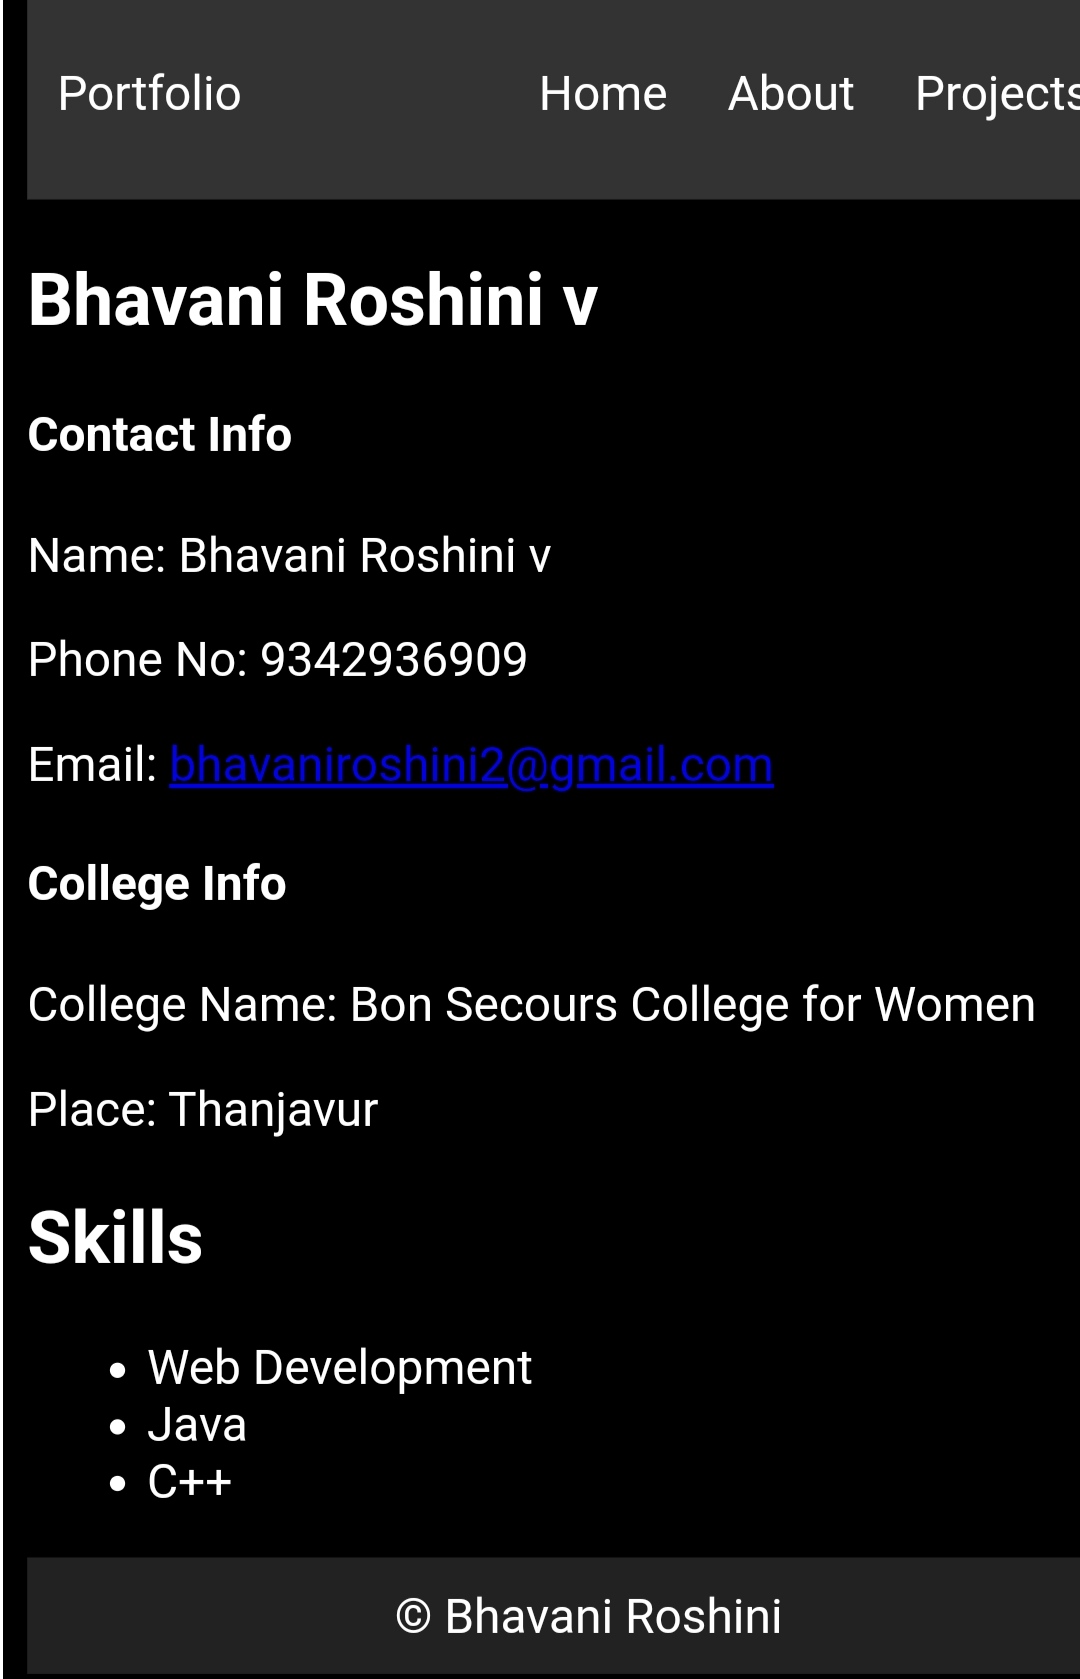 Portfolio Home About Projects
Bhavani Roshini v
Contact Info
Name: Bhavani Roshini v
Phone No: 9342936909
Email: bhavaniroshini2@gmail.com
College Info
College Name: Bon Secours College for Women
Place: Thanjavur
Skills
• Web Development
• Java
• C++
© Bhavani Roshini